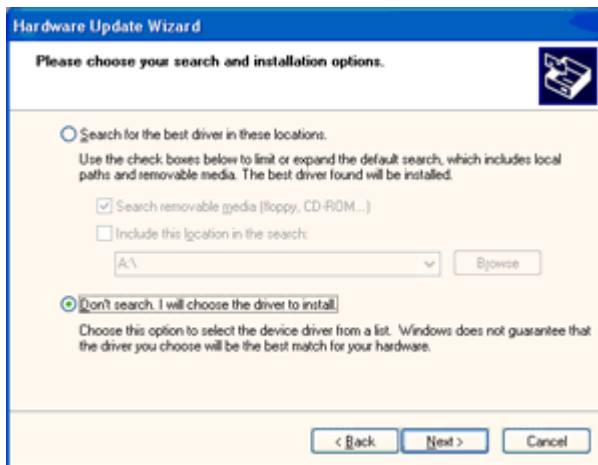 Hardware Update Wizard
Please choose your search and installation options.
Search for the best driver in these locations.
Use the check boxes below to limit or expand the default search, which includes local
paths and removable media. The best driver found will be installed.
Search removable media (floppy, CD-ROM...)
Include this location in the search:
A:\
Browse
Don't search. I will choose the driver to install.
Choose this option to select the device driver from a list. Windows does not guarantee that
the driver you choose will be the best match for your hardware.
< Back Next > Cancel